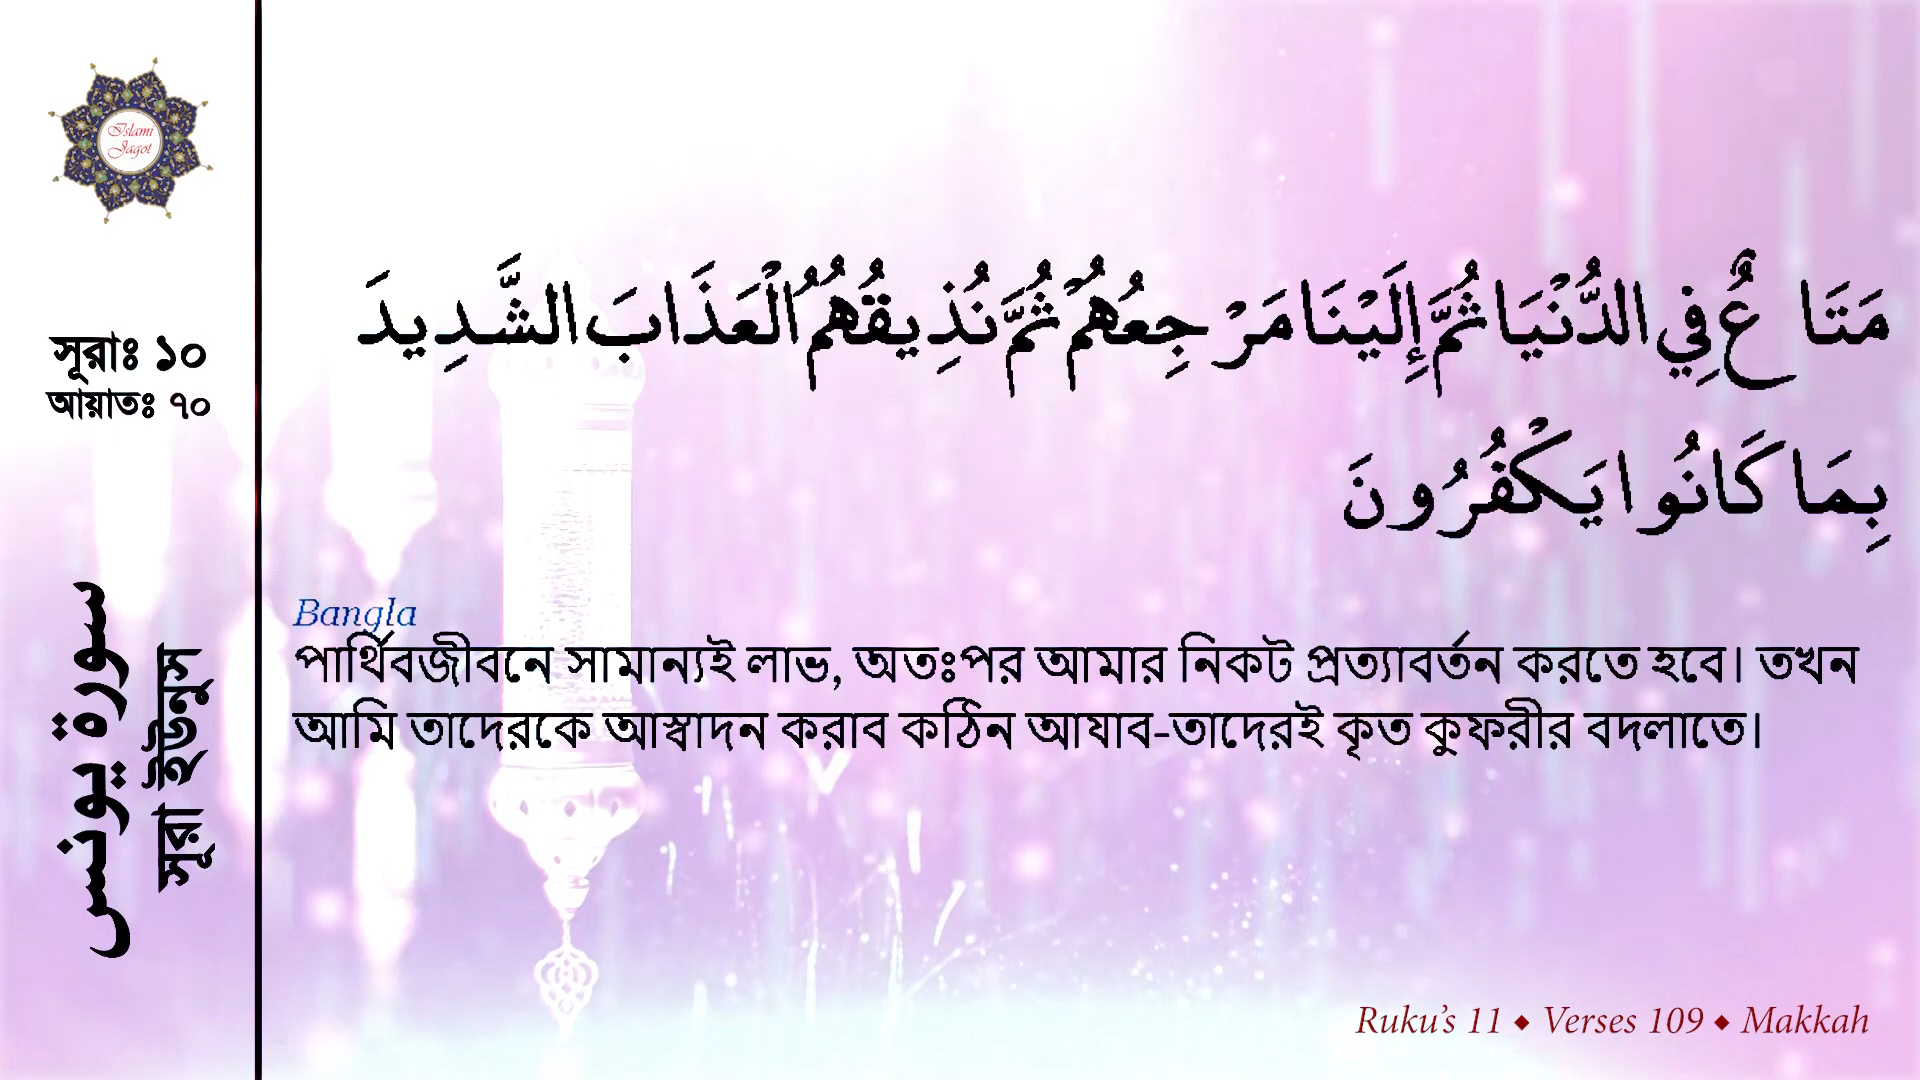 Islami
Jagot
সূরাঃ ১০
আয়াতঃ ৭০
سورة يونس
সূরা ইউনুস
مَتَاعٌ فِي الدُّنْيَا ثُمَّ إِلَيْنَا مَرْجِعُهُمْ ثُمَّ نُذِيقُهُمُ الْعَذَابَ الشَّدِيدَ
بِمَا كَانُوا يَكْفُرُونَ
Bangla
পার্থিবজীবনে সামান্যই লাভ, অতঃপর আমার নিকট প্রত্যাবর্তন করতে হবে। তখন
আমি তাদেরকে আস্বাদন করাব কঠিন আযাব-তাদেরই কৃত কুফরীর বদলাতে।
Ruku’s 11 ◆ Verses 109 ◆ Makkah